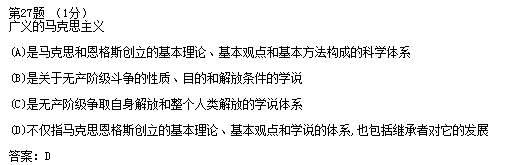 第27题 （1分）
广义的马克思主义
(A)是马克思和恩格斯创立的基本理论、基本观点和基本方法构成的科学体系
(B)是关于无产阶级斗争的性质、目的和解放条件的学说
(C)是无产阶级争取自身解放和整个人类解放的学说体系
(D)不仅指马克思恩格斯创立的基本理论、基本观点和学说的体系,也包括继承者对它的发展
答案：D